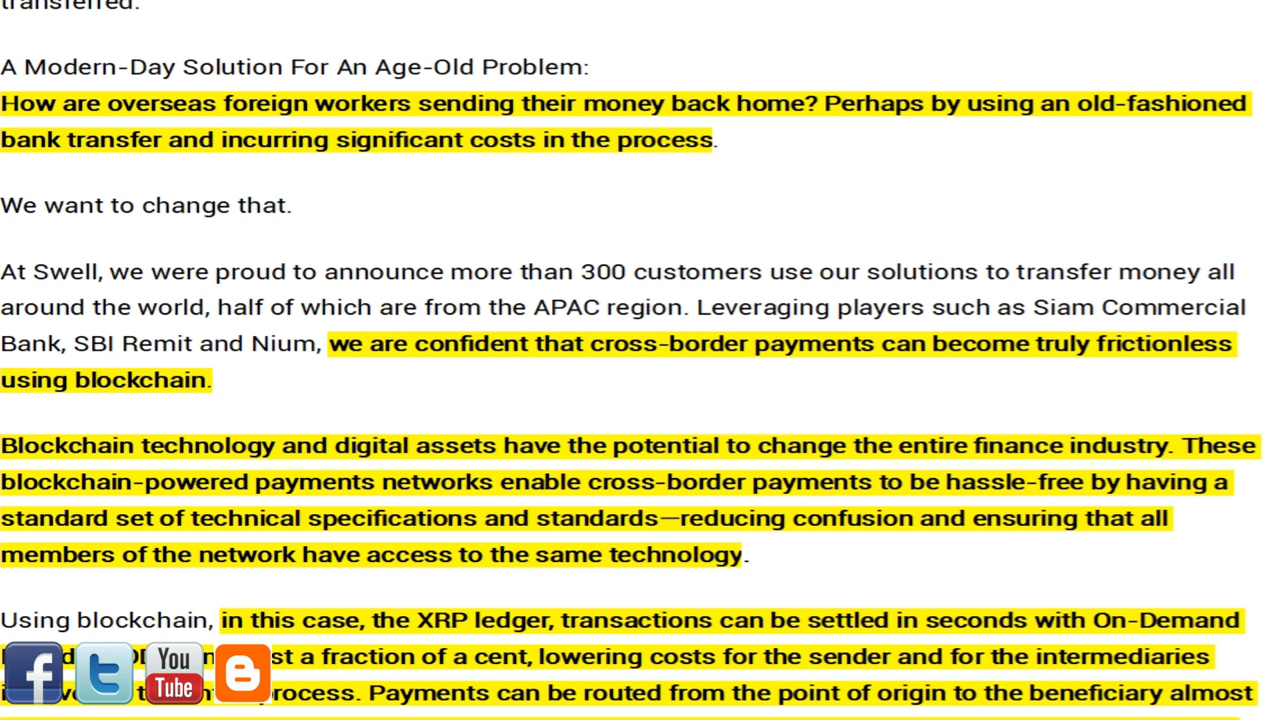 transferred.
A Modern-Day Solution For An Age-Old Problem:
How are overseas foreign workers sending their money back home? Perhaps by using an old-fashioned
bank transfer and incurring significant costs in the process.
We want to change that.
At Swell, we were proud to announce more than 300 customers use our solutions to transfer money all
around the world, half of which are from the APAC region. Leveraging players such as Siam Commercial
Bank, SBI Remit and Nium, we are confident that cross-border payments can become truly frictionless
using blockchain.
Blockchain technology and digital assets have the potential to change the entire finance industry. These
blockchain-powered payments networks enable cross-border payments to be hassle-free by having a
standard set of technical specifications and standards—reducing confusion and ensuring that all
members of the network have access to the same technology.
Using blockchain, in this case, the XRP ledger, transactions can be settled in seconds with On-Demand
a fraction of a cent, lowering costs for the sender and for the intermediaries
process. Payments can be routed from the point of origin to the beneficiary almost
You
Tube